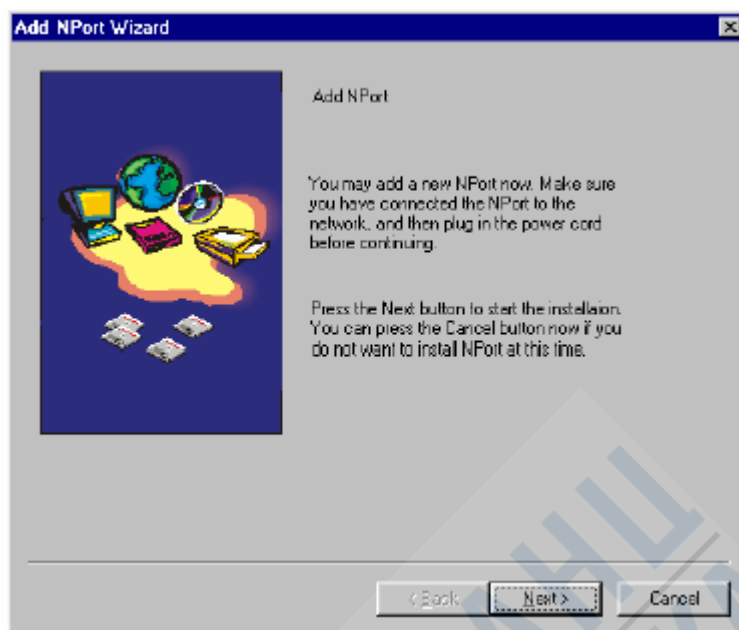 Add NPort Wizard
Add NPort
You may add a new NPort now. Make sure
you have connected the NPort to the
network, and then plug in the power cord
before continuing.
Press the Next button to start the installaion.
You can press the Cancel button now if you
do not want to install NPort at this time.
< Back
Next >
Cancel